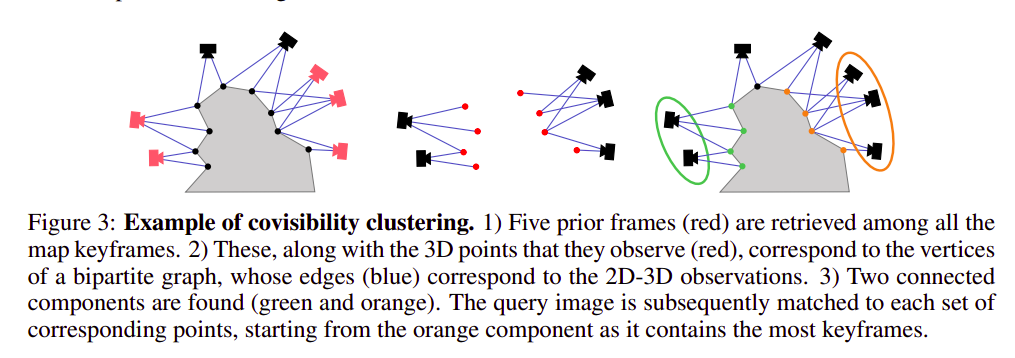 Figure 3: Example of covisibility clustering. 1) Five prior frames (red) are retrieved among all the
map keyframes. 2) These, along with the 3D points that they observe (red), correspond to the vertices
of a bipartite graph, whose edges (blue) correspond to the 2D-3D observations. 3) Two connected
components are found (green and orange). The query image is subsequently matched to each set of
corresponding points, starting from the orange component as it contains the most keyframes.